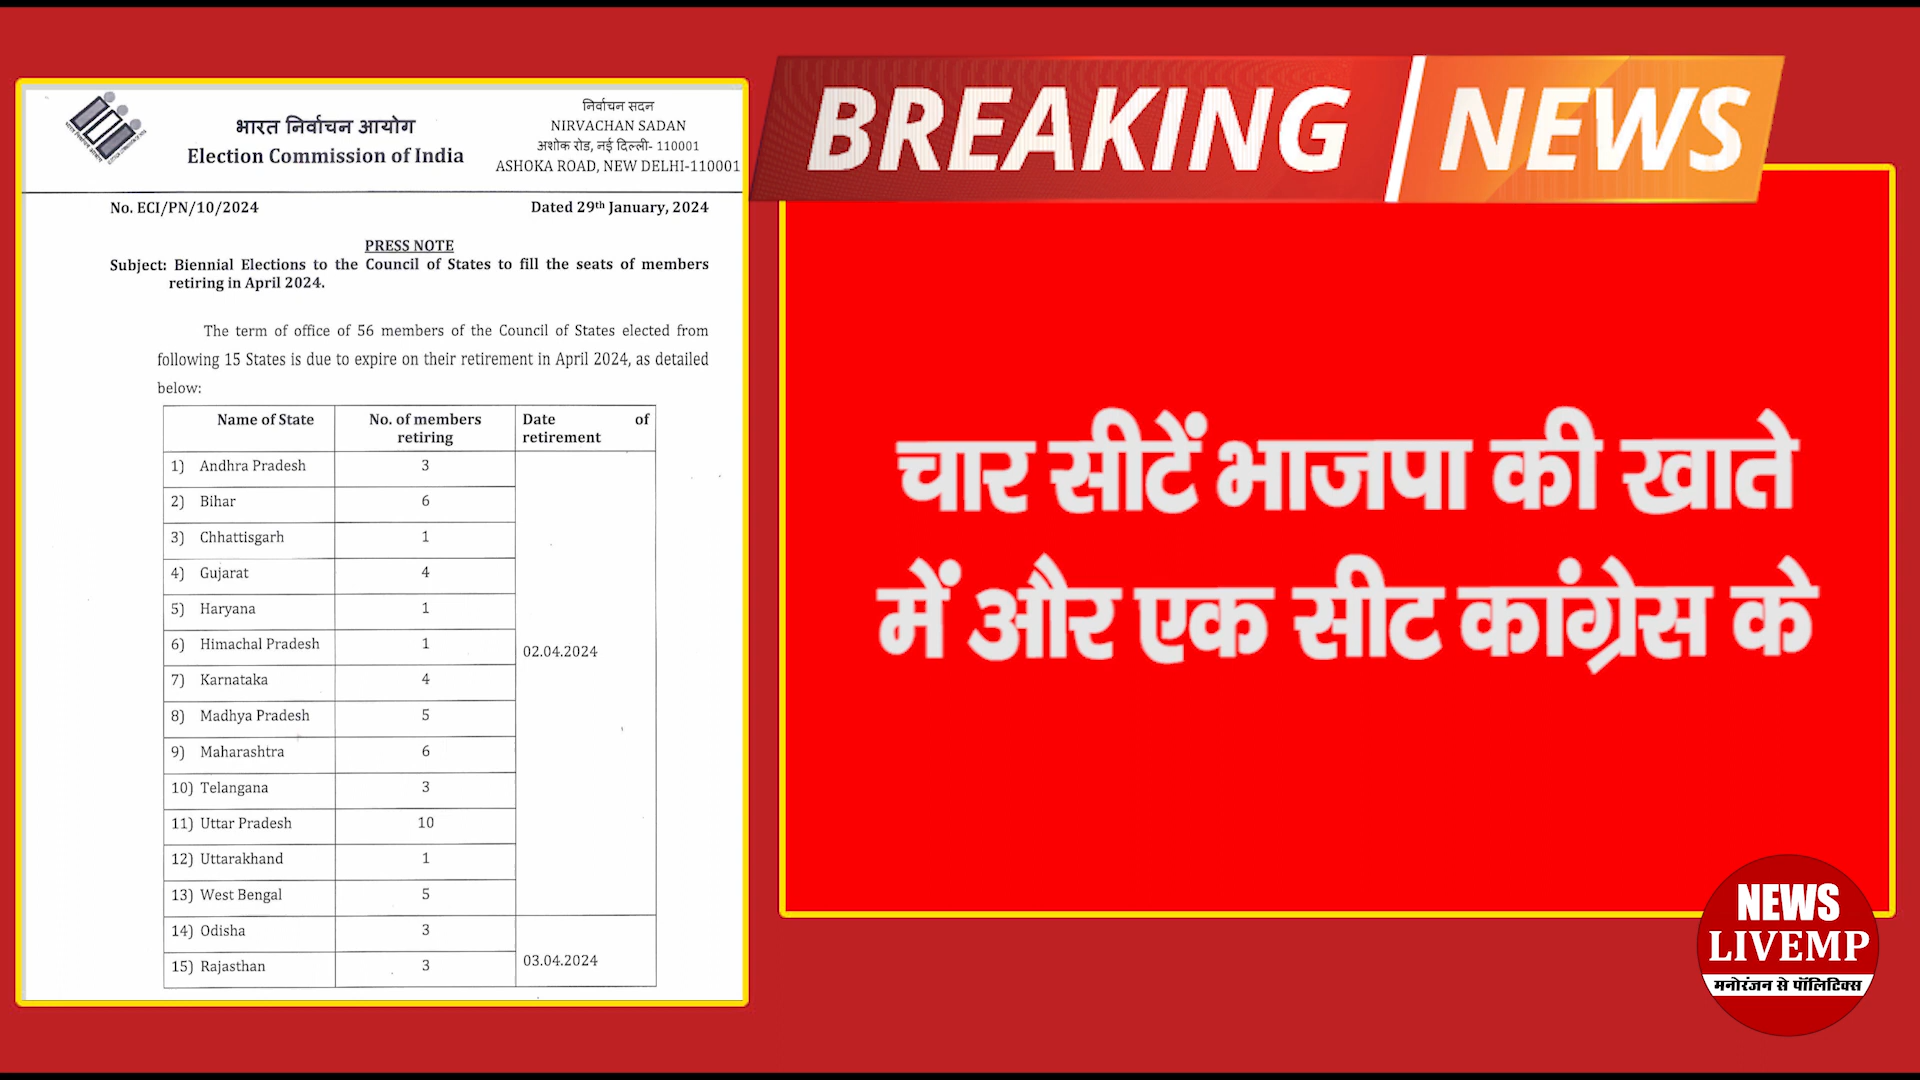 भारत निर्वाचन आयोग
Election Commission of India
निर्वाचन सदन
NIRVACHAN SADAN
अशोक रोड, नई दिल्ली- 110001
ASHOKA ROAD, NEW DELHI-110001
No. ECI/PN/10/2024 Dated 29th January, 2024
PRESS NOTE
Subject: Biennial Elections to the Council of States to fill the seats of members
retiring in April 2024.
The term of office of 56 members of the Council of States elected from
following 15 States is due to expire on their retirement in April 2024, as detailed
below:
Name of State No. of members retiring Date of retirement
1) Andhra Pradesh 3
2) Bihar 6
3) Chhattisgarh 1
4) Gujarat 4
5) Haryana 1
6) Himachal Pradesh 1 02.04.2024
7) Karnataka 4
8) Madhya Pradesh 5
9) Maharashtra 6
10) Telangana 3
11) Uttar Pradesh 10
12) Uttarakhand 1
13) West Bengal 5
14) Odisha 3
15) Rajasthan 3 03.04.2024
BREAKING NEWS
चार सीटें भाजपा की खाते
में और एक सीट कांग्रेस के
NEWS
LIVEMP
मनोरंजन से पॉलिटिक्स